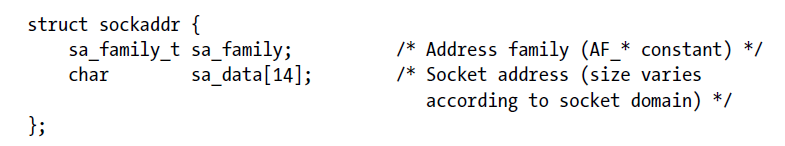 struct sockaddr {
    sa_family_t sa_family;          /* Address family (AF_* constant) */
    char        sa_data[14];        /* Socket address (size varies
                                       according to socket domain) */
};